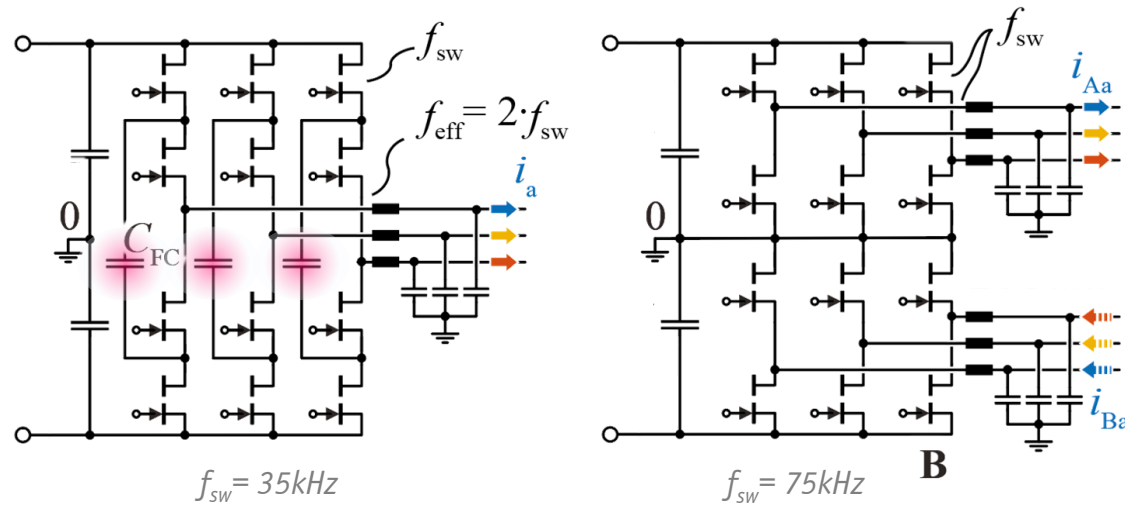 f_sw
f_eff = 2·f_sw
i_a
0
C_FC
f_sw = 35kHz
f_sw
i_Aa
0
i_Ba
B
f_sw = 75kHz